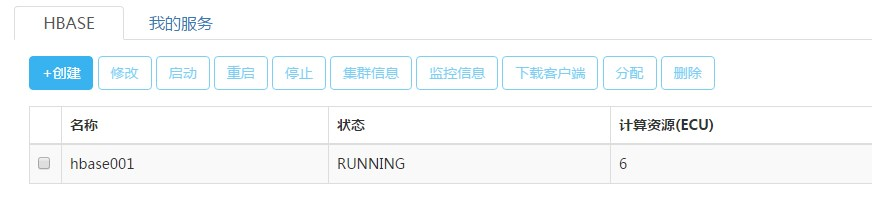 HBASE 我的服务
+创建 修改 启动 重启 停止 集群信息 监控信息 下载客户端 分配 删除
名称 状态 计算资源(ECU)
hbase001 RUNNING 6